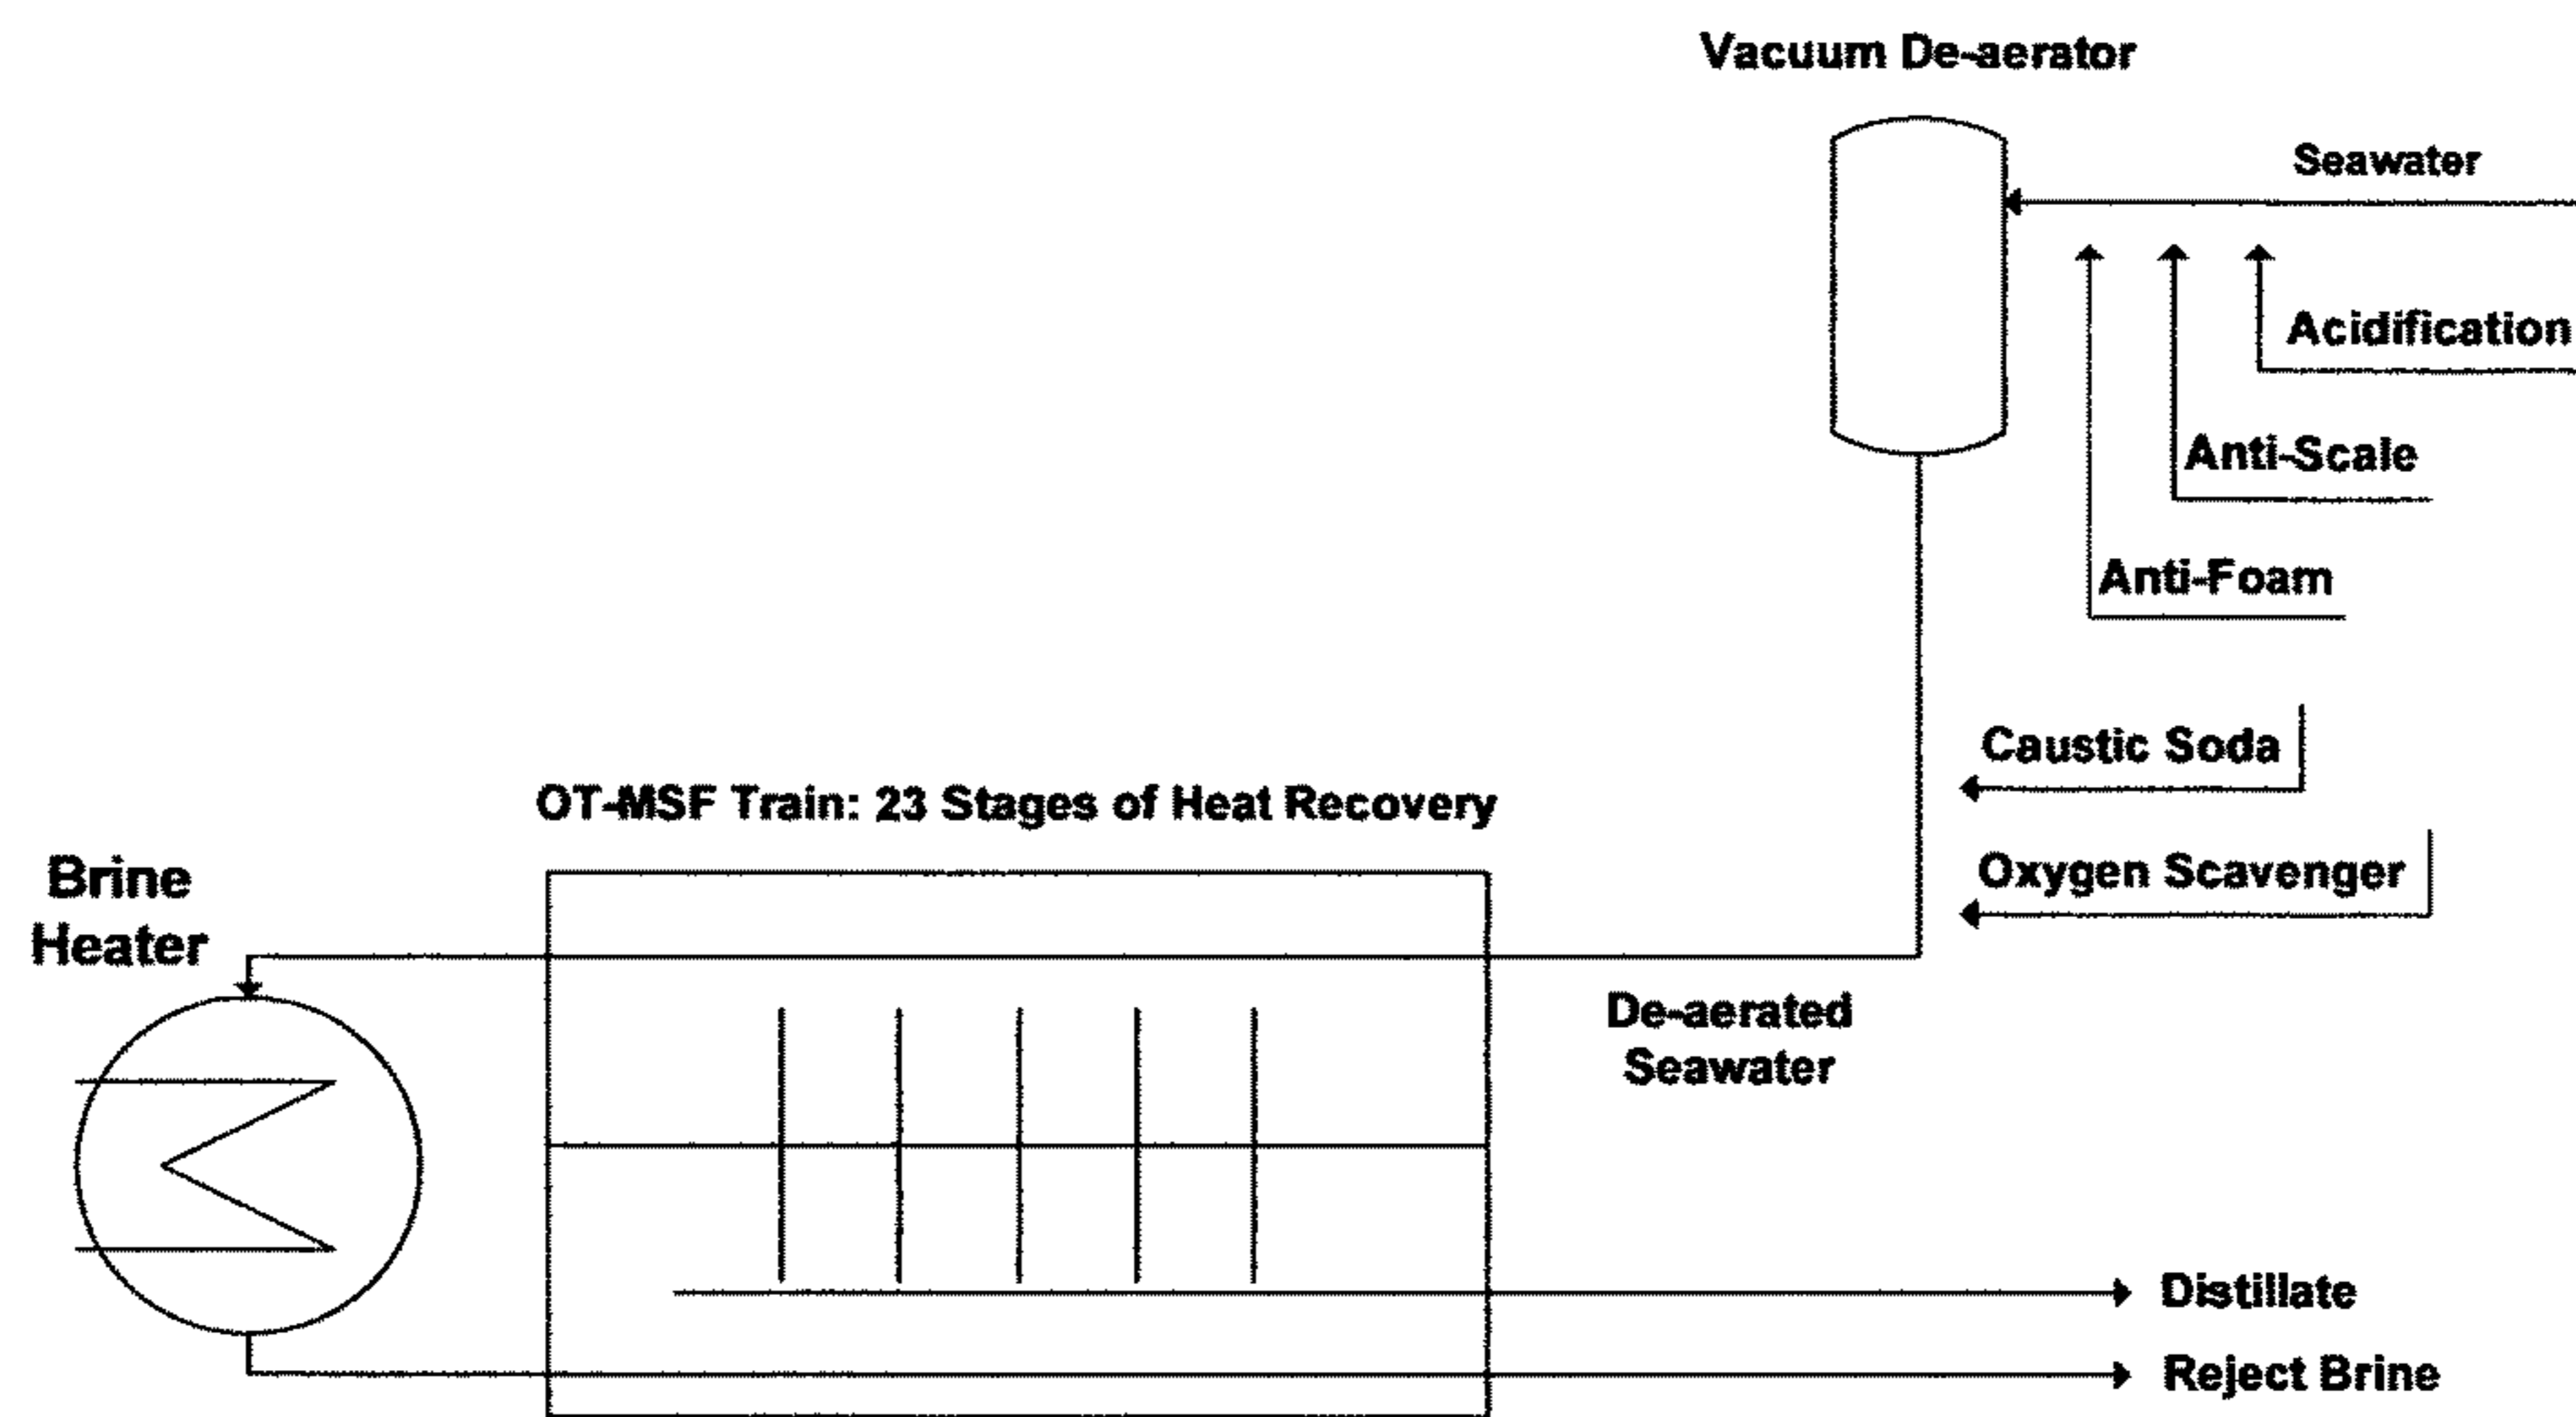 Vacuum De-aerator
Seawater
Acidification
Anti-Scale
Anti-Foam
Caustic Soda
OT-MSF Train: 23 Stages of Heat Recovery
Oxygen Scavenger
Brine
Heater
De-aerated
Seawater
Distillate
Reject Brine